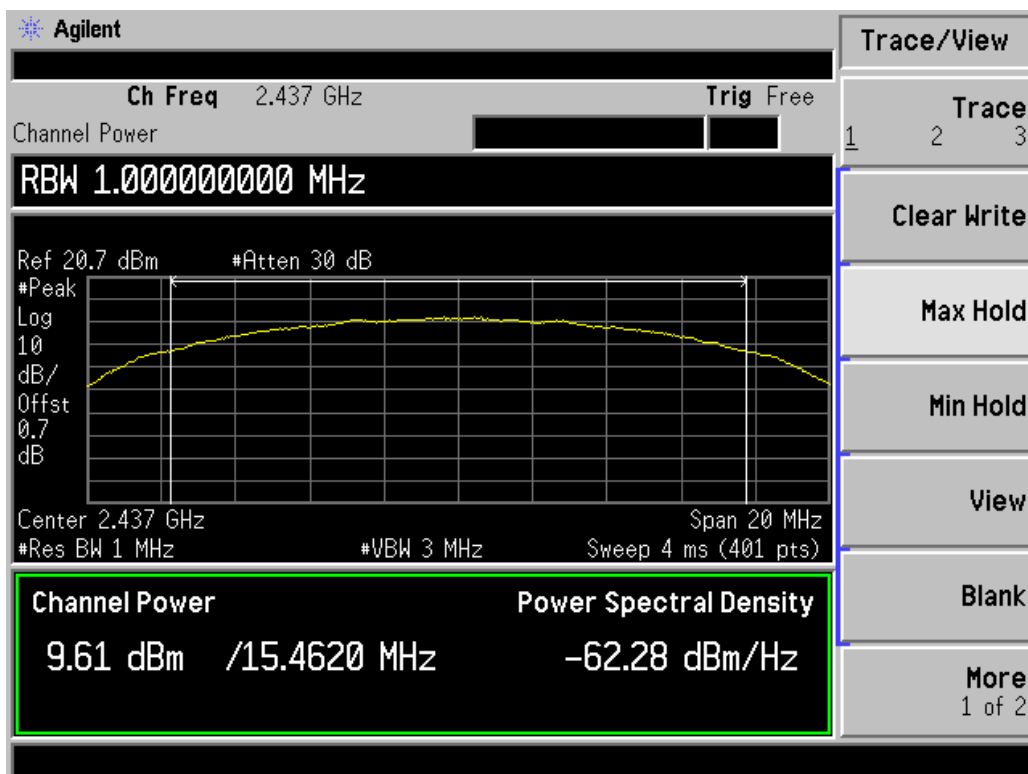 Agilent
Trace/View
Ch Freq 2.437 GHz Trig Free
Channel Power
Trace
1 2 3
RBW 1.000000000 MHz
Clear Write
Ref 20.7 dBm #Atten 30 dB
#Peak
Log
10
dB/
Offst
0.7
dB
Max Hold
Min Hold
Center 2.437 GHz Span 20 MHz
#Res BW 1 MHz #VBW 3 MHz Sweep 4 ms (401 pts)
View
Channel Power Power Spectral Density
9.61 dBm /15.4620 MHz -62.28 dBm/Hz
Blank
More
1 of 2